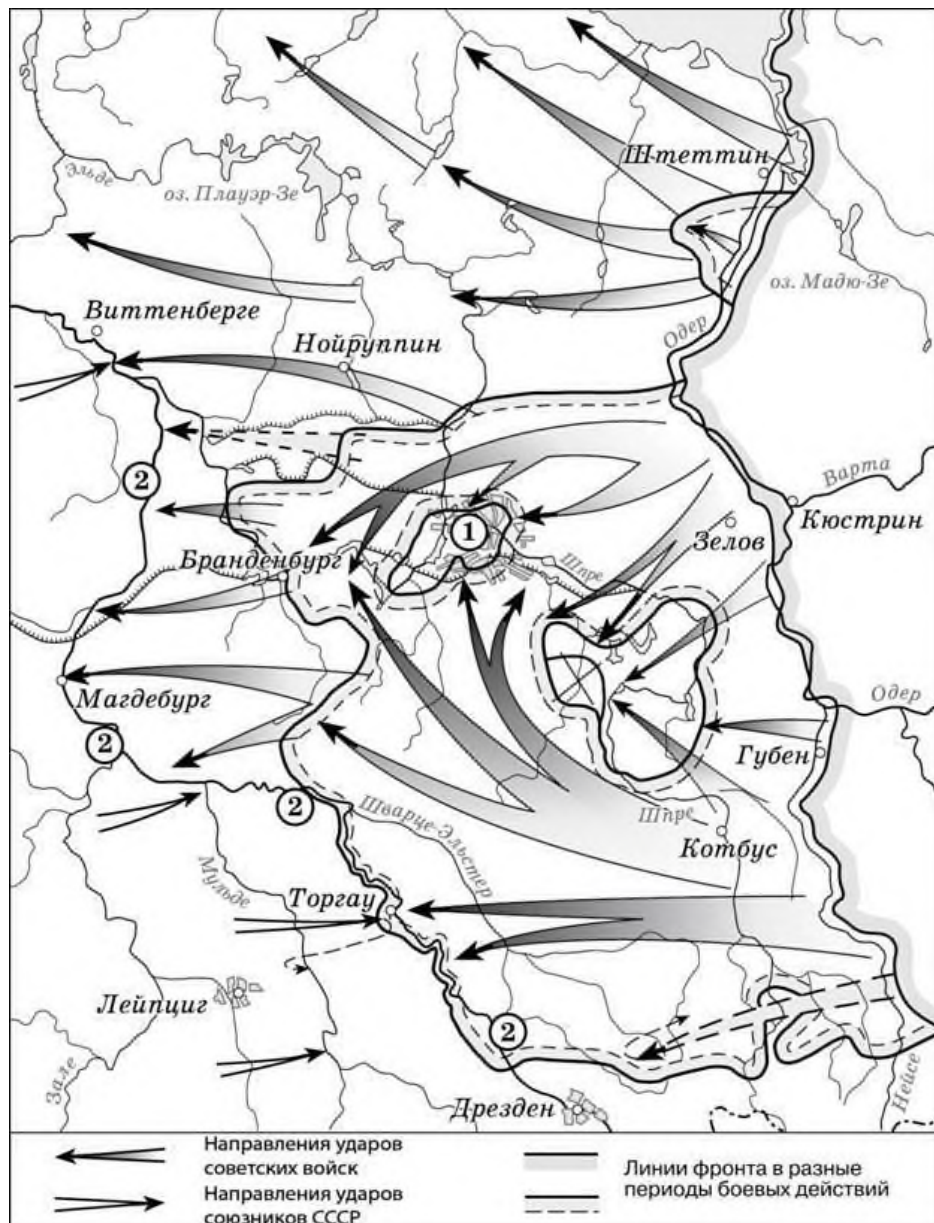 Штеттин
Эльде
оз. Плауэр-Зе
оз. Мадю-Зе
Виттенберге
Одер
Нойруппин
Варта
2
Кюстрин
1
Зелов
Бранденбург
Шпре
Магдебург
Одер
2
Губен
2
Шварце-Эльстер
Шпре
Котбус
Мульде
Торгау
Лейпциг
2
Зале
Нейсе
Дрезден
Направления ударов
советских войск
Направления ударов
союзников СССР
Линии фронта в разные
периоды боевых действий